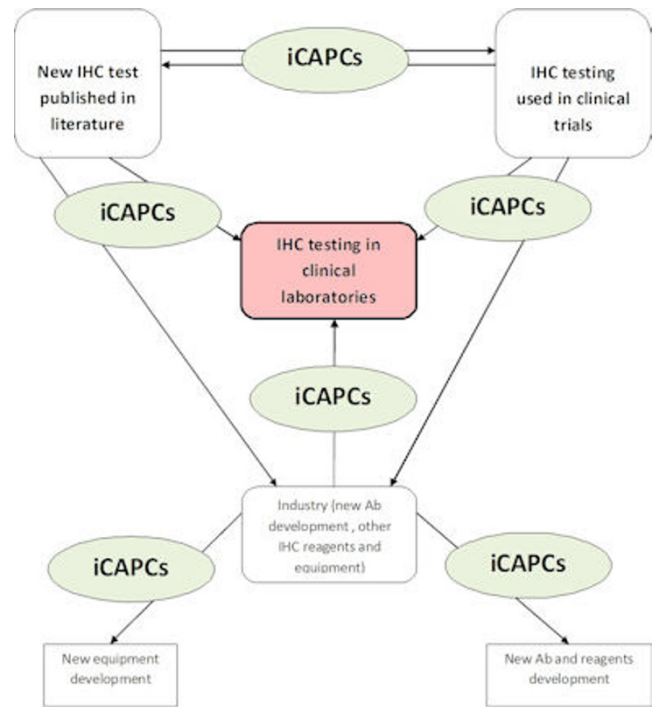 iCAPCs
New IHC test
published in
literature
IHC testing
used in clinical
trials
iCAPCs
iCAPCs
IHC testing in
clinical
laboratories
iCAPCs
Industry (new Ab
development , other
IHC reagents and
equipment)
iCAPCs
iCAPCs
New equipment
development
New Ab and reagents
development